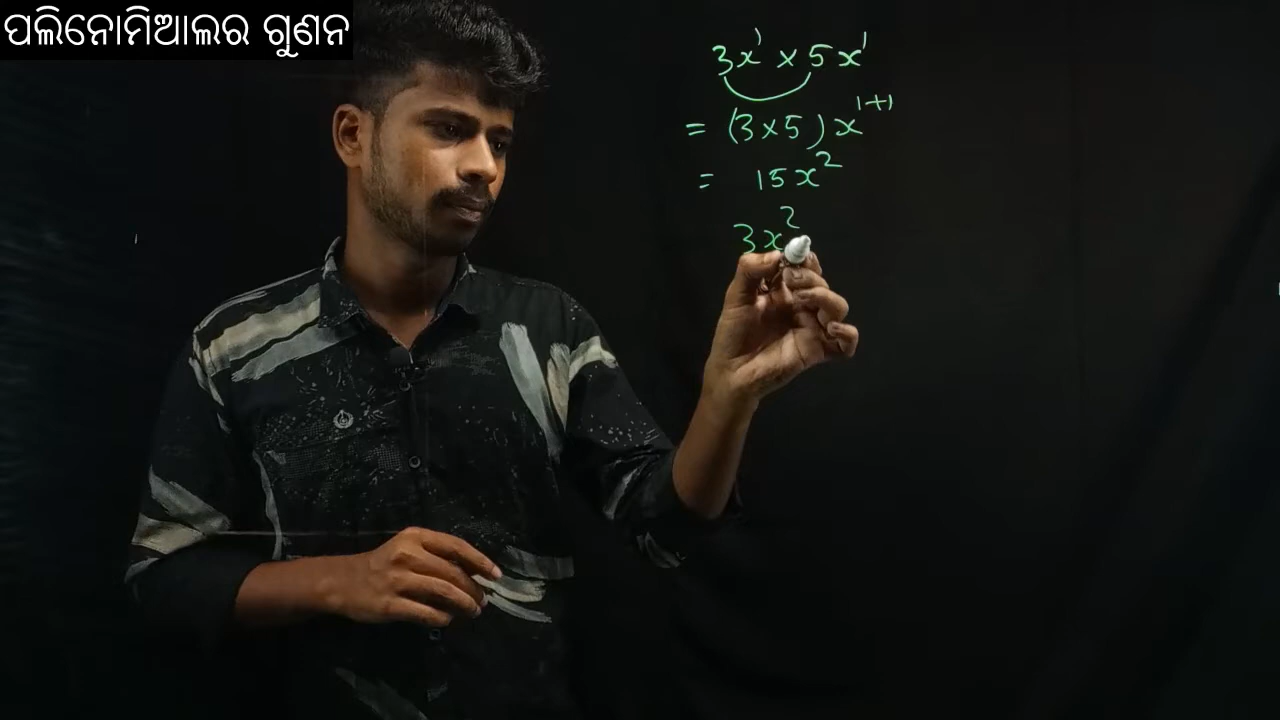 ପଲିନୋମିଆଲର ଗୁଣନ
3x¹ × 5x¹
= (3×5) x¹⁺¹
= 15x²
3x²